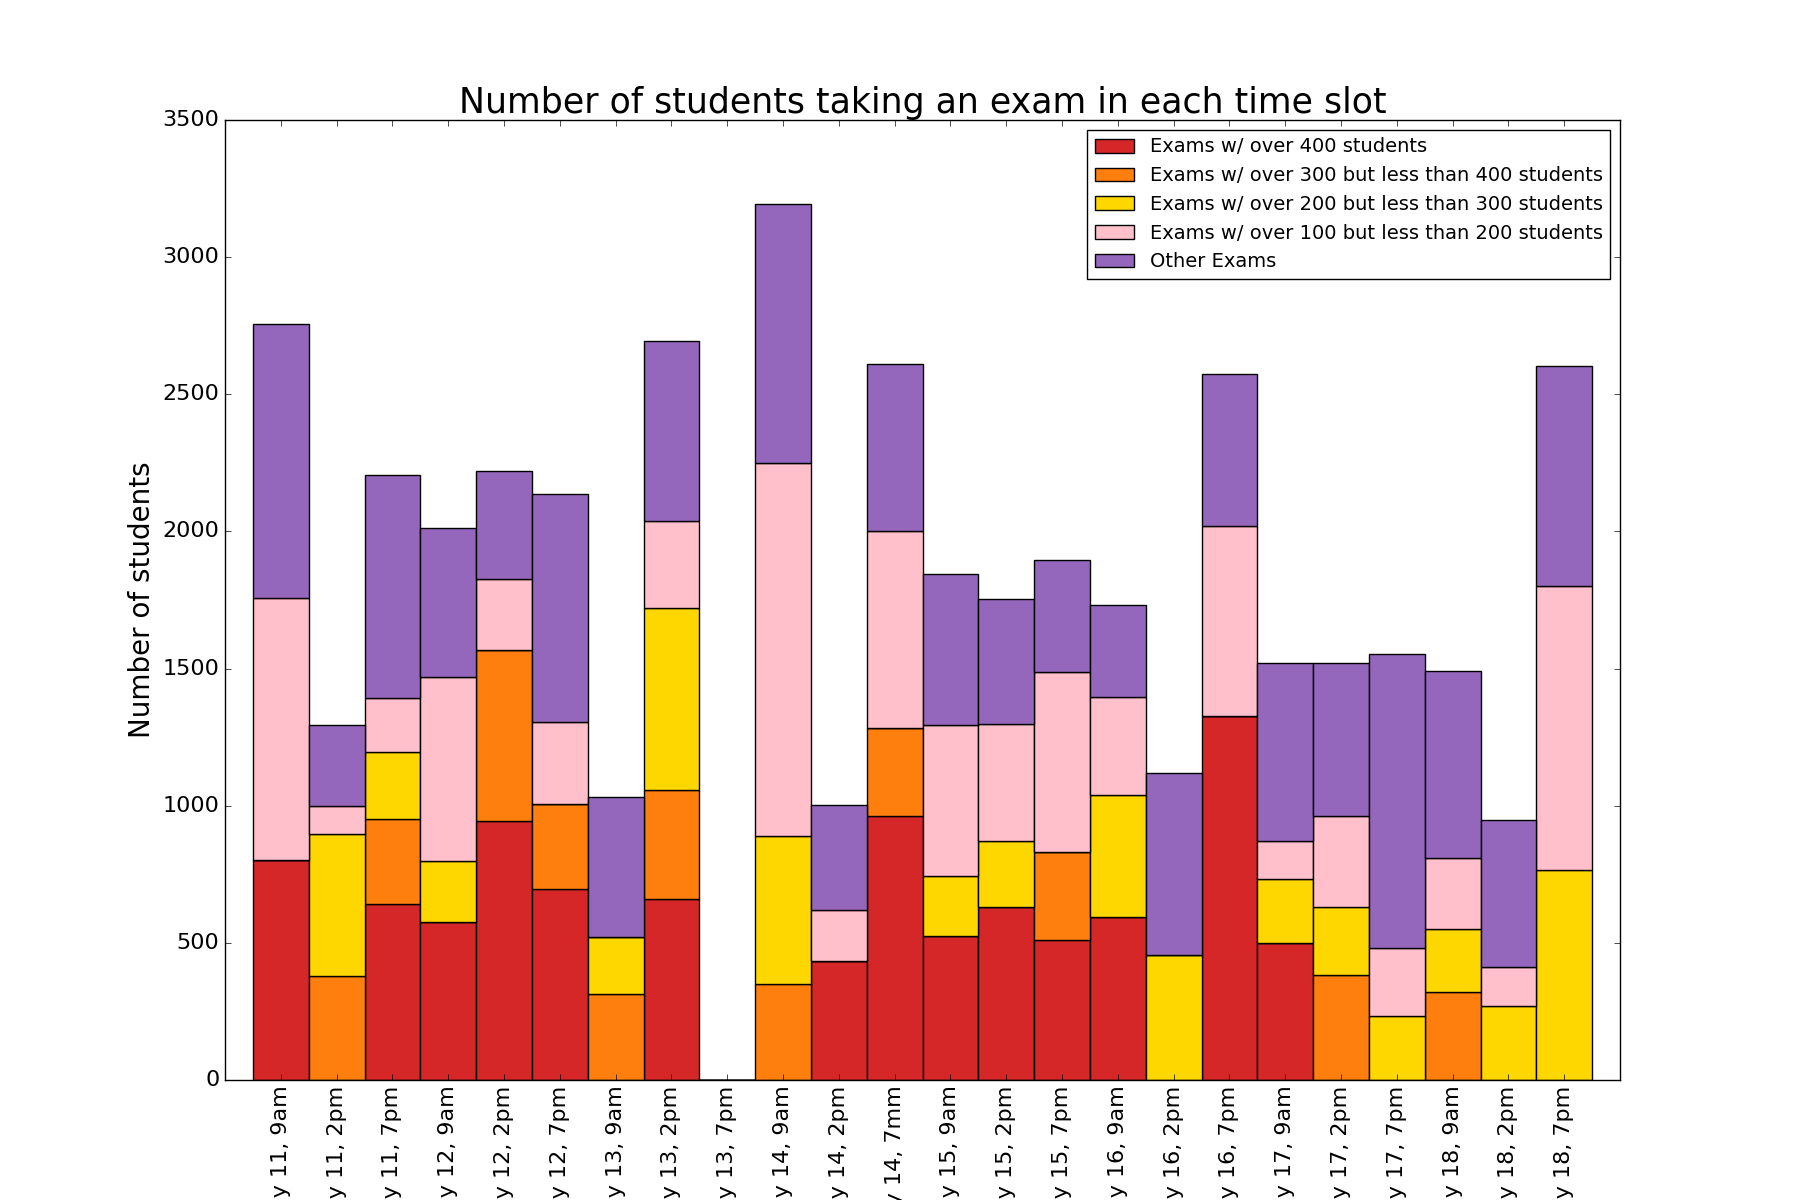 Number of students taking an exam in each time slot
Exams w/ over 400 students
Exams w/ over 300 but less than 400 students
Exams w/ over 200 but less than 300 students
Exams w/ over 100 but less than 200 students
Other Exams
Number of students
3500
3000
2500
2000
1500
1000
500
0
y 11, 9am
y 11, 2pm
y 11, 7pm
y 12, 9am
y 12, 2pm
y 12, 7pm
y 13, 9am
y 13, 2pm
y 13, 7pm
y 14, 9am
y 14, 2pm
y 14, 7mm
y 15, 9am
y 15, 2pm
y 15, 7pm
y 16, 9am
y 16, 2pm
y 16, 7pm
y 17, 9am
y 17, 2pm
y 17, 7pm
y 18, 9am
y 18, 2pm
y 18, 7pm